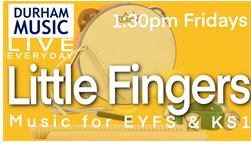 DURHAM
MUSIC
1.30pm Fridays
LIVE
EVERYDAY
Little Fingers
Music for EYFS & KS1